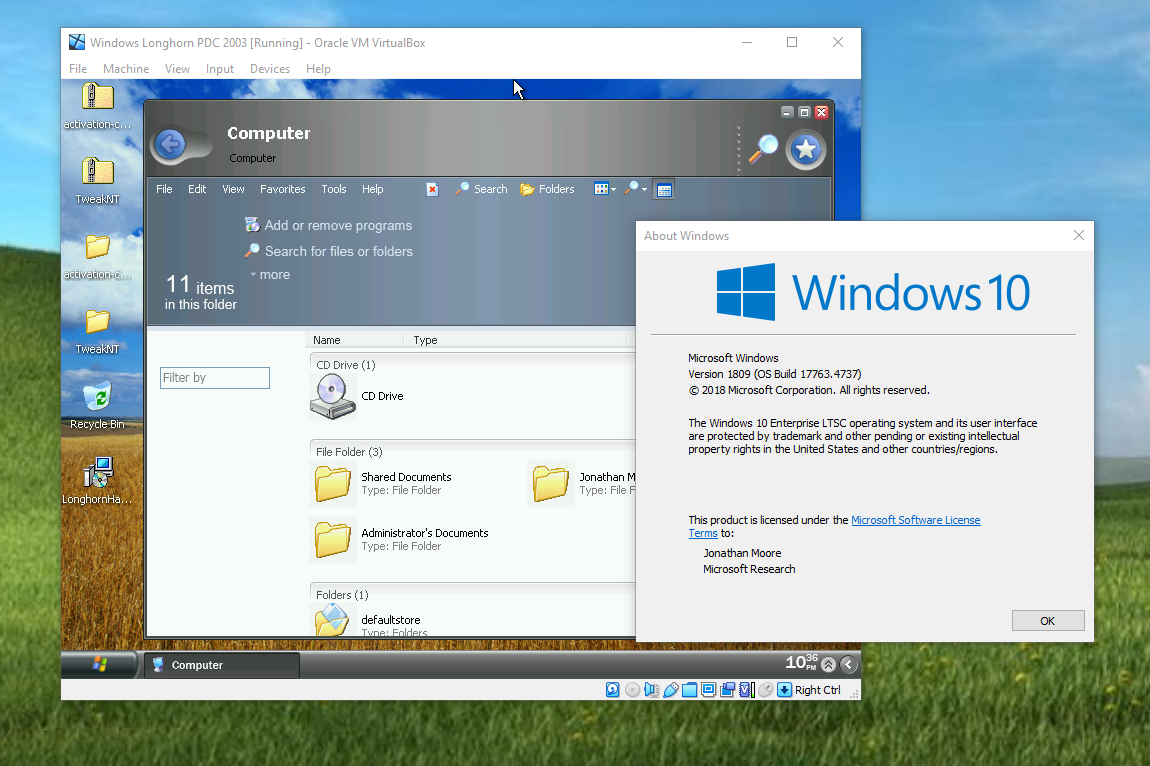 Windows Longhorn PDC 2003 [Running] - Oracle VM VirtualBox
File Machine View Input Devices Help
activation-c...
TweakNT
activation-c...
TweakNT
Recycle Bin
LonghornHa...
Computer
Computer
File Edit View Favorites Tools Help Search Folders
Add or remove programs
Search for files or folders
more
11 items
in this folder
Name Type
Filter by
CD Drive (1)
CD Drive
File Folder (3)
Shared Documents
Type: File Folder
Jonathan M
Type: File F
Administrator's Documents
Type: File Folder
Folders (1)
defaultstore
Type: Folders
Computer
10 36 PM
Right Ctrl
About Windows
Windows 10
Microsoft Windows
Version 1809 (OS Build 17763.4737)
© 2018 Microsoft Corporation. All rights reserved.
The Windows 10 Enterprise LTSC operating system and its user interface
are protected by trademark and other pending or existing intellectual
property rights in the United States and other countries/regions.
This product is licensed under the Microsoft Software License
Terms to:
Jonathan Moore
Microsoft Research
OK